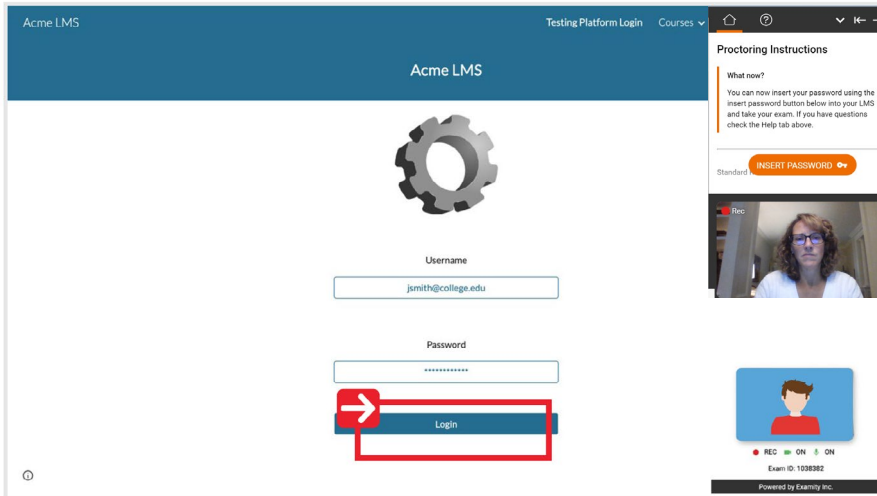 Acme LMS
Testing Platform Login Courses
Acme LMS
Username
jsmith@college.edu
Password
************
Login
Proctoring Instructions
What now?
You can now insert your password using the
insert password button below into your LMS
and take your exam. If you have questions
check the Help tab above.
INSERT PASSWORD
Standard
Rec
REC ON ON
Exam ID: 1038382
Powered by Examity Inc.